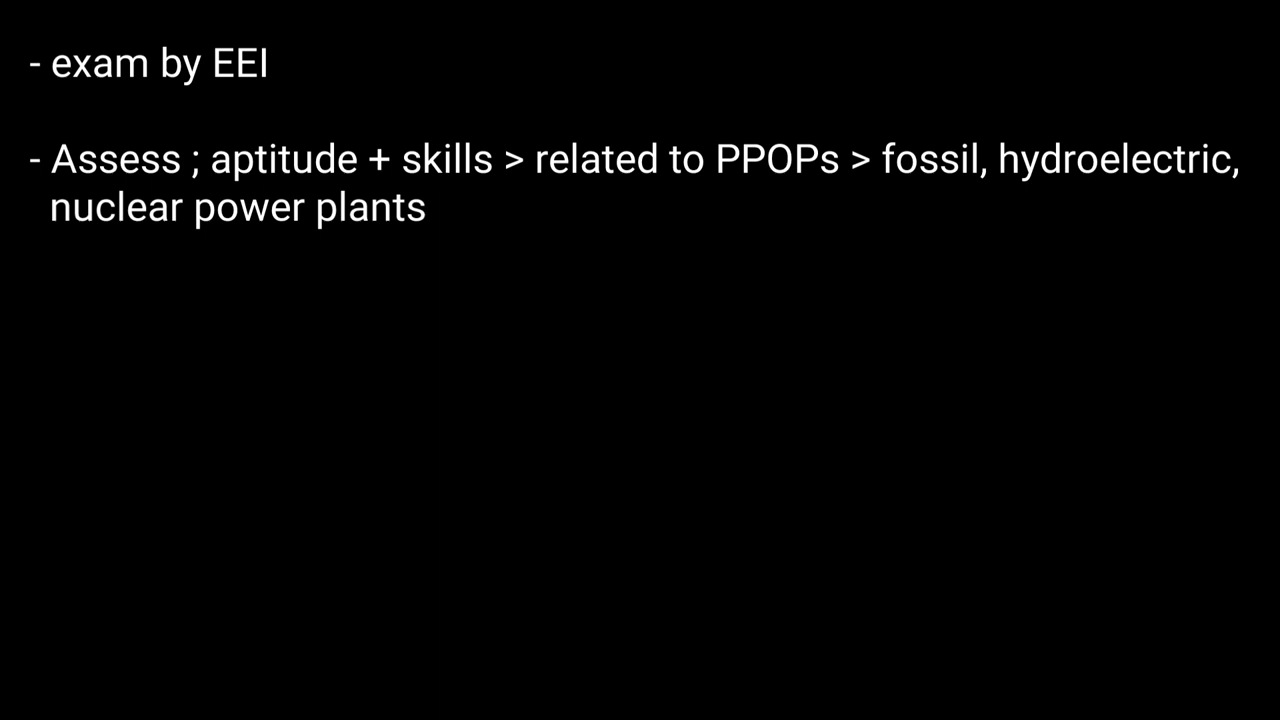 - exam by EEI
- Assess ; aptitude + skills > related to PPOPs > fossil, hydroelectric,
nuclear power plants